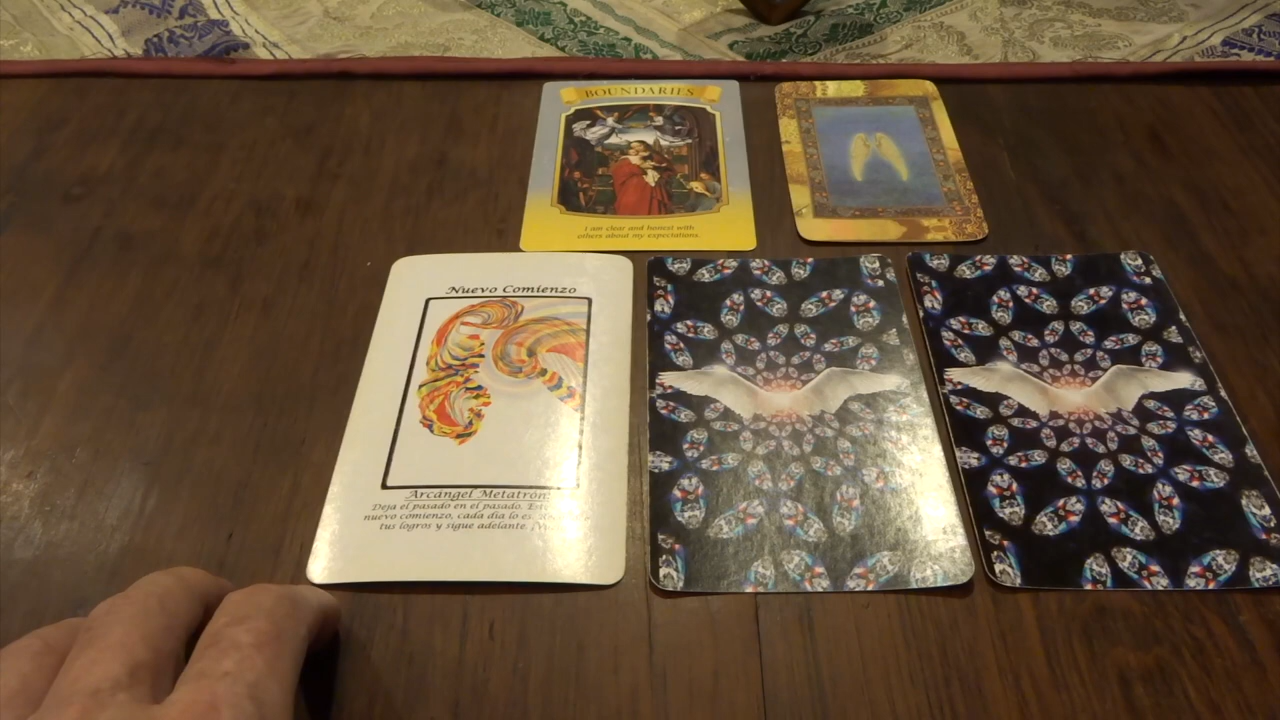 BOUNDARIES
I am clear and honest with
others about my expectations.
Nuevo Comienzo
Arcángel Metatrón
Deja el pasado en el pasado.
nuevo comienzo, cada día lo es.
tus logros y sigue adelante.